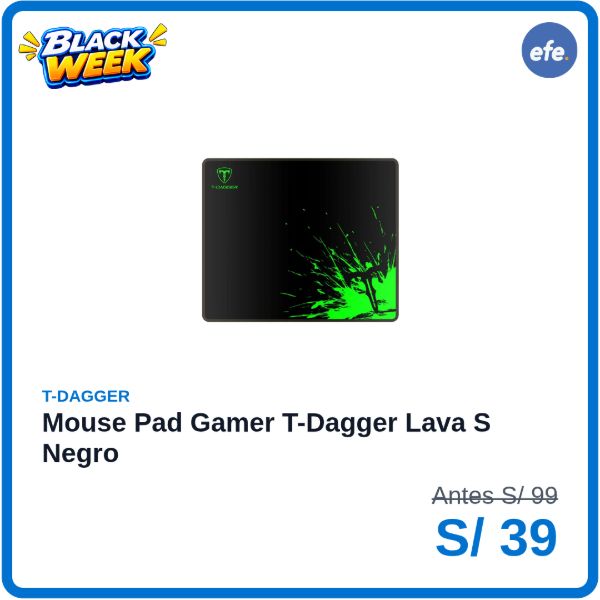 BLACK
WEEK
efe.
T-DAGGER
T-DAGGER
Mouse Pad Gamer T-Dagger Lava S
Negro
Antes S/ 99
S/ 39